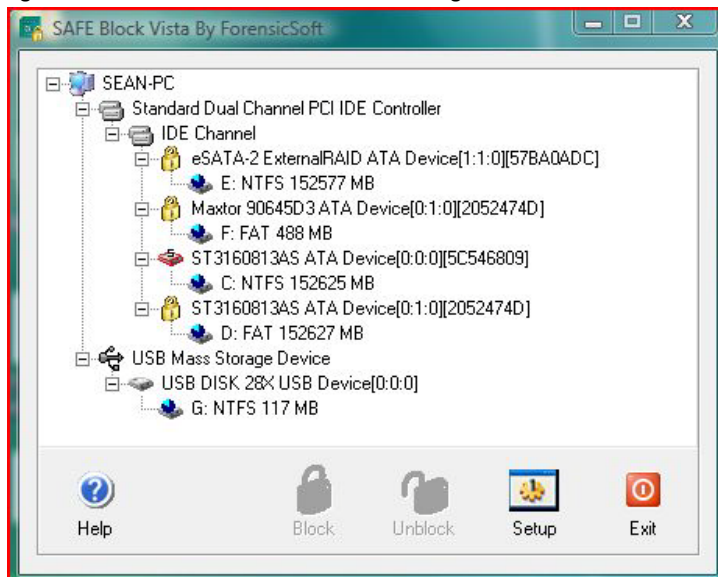 SAFE Block Vista By ForensicSoft
SEAN-PC
Standard Dual Channel PCI IDE Controller
IDE Channel
eSATA-2 ExternalRAID ATA Device[1:1:0][57BA0ADC]
E: NTFS 152577 MB
Maxtor 90645D3 ATA Device[0:1:0][2052474D]
F: FAT 488 MB
ST3160813AS ATA Device[0:0:0][5C546809]
C: NTFS 152625 MB
ST3160813AS ATA Device[0:1:0][2052474D]
D: FAT 152627 MB
USB Mass Storage Device
USB DISK 28X USB Device[0:0:0]
G: NTFS 117 MB
Help Block Unblock Setup Exit